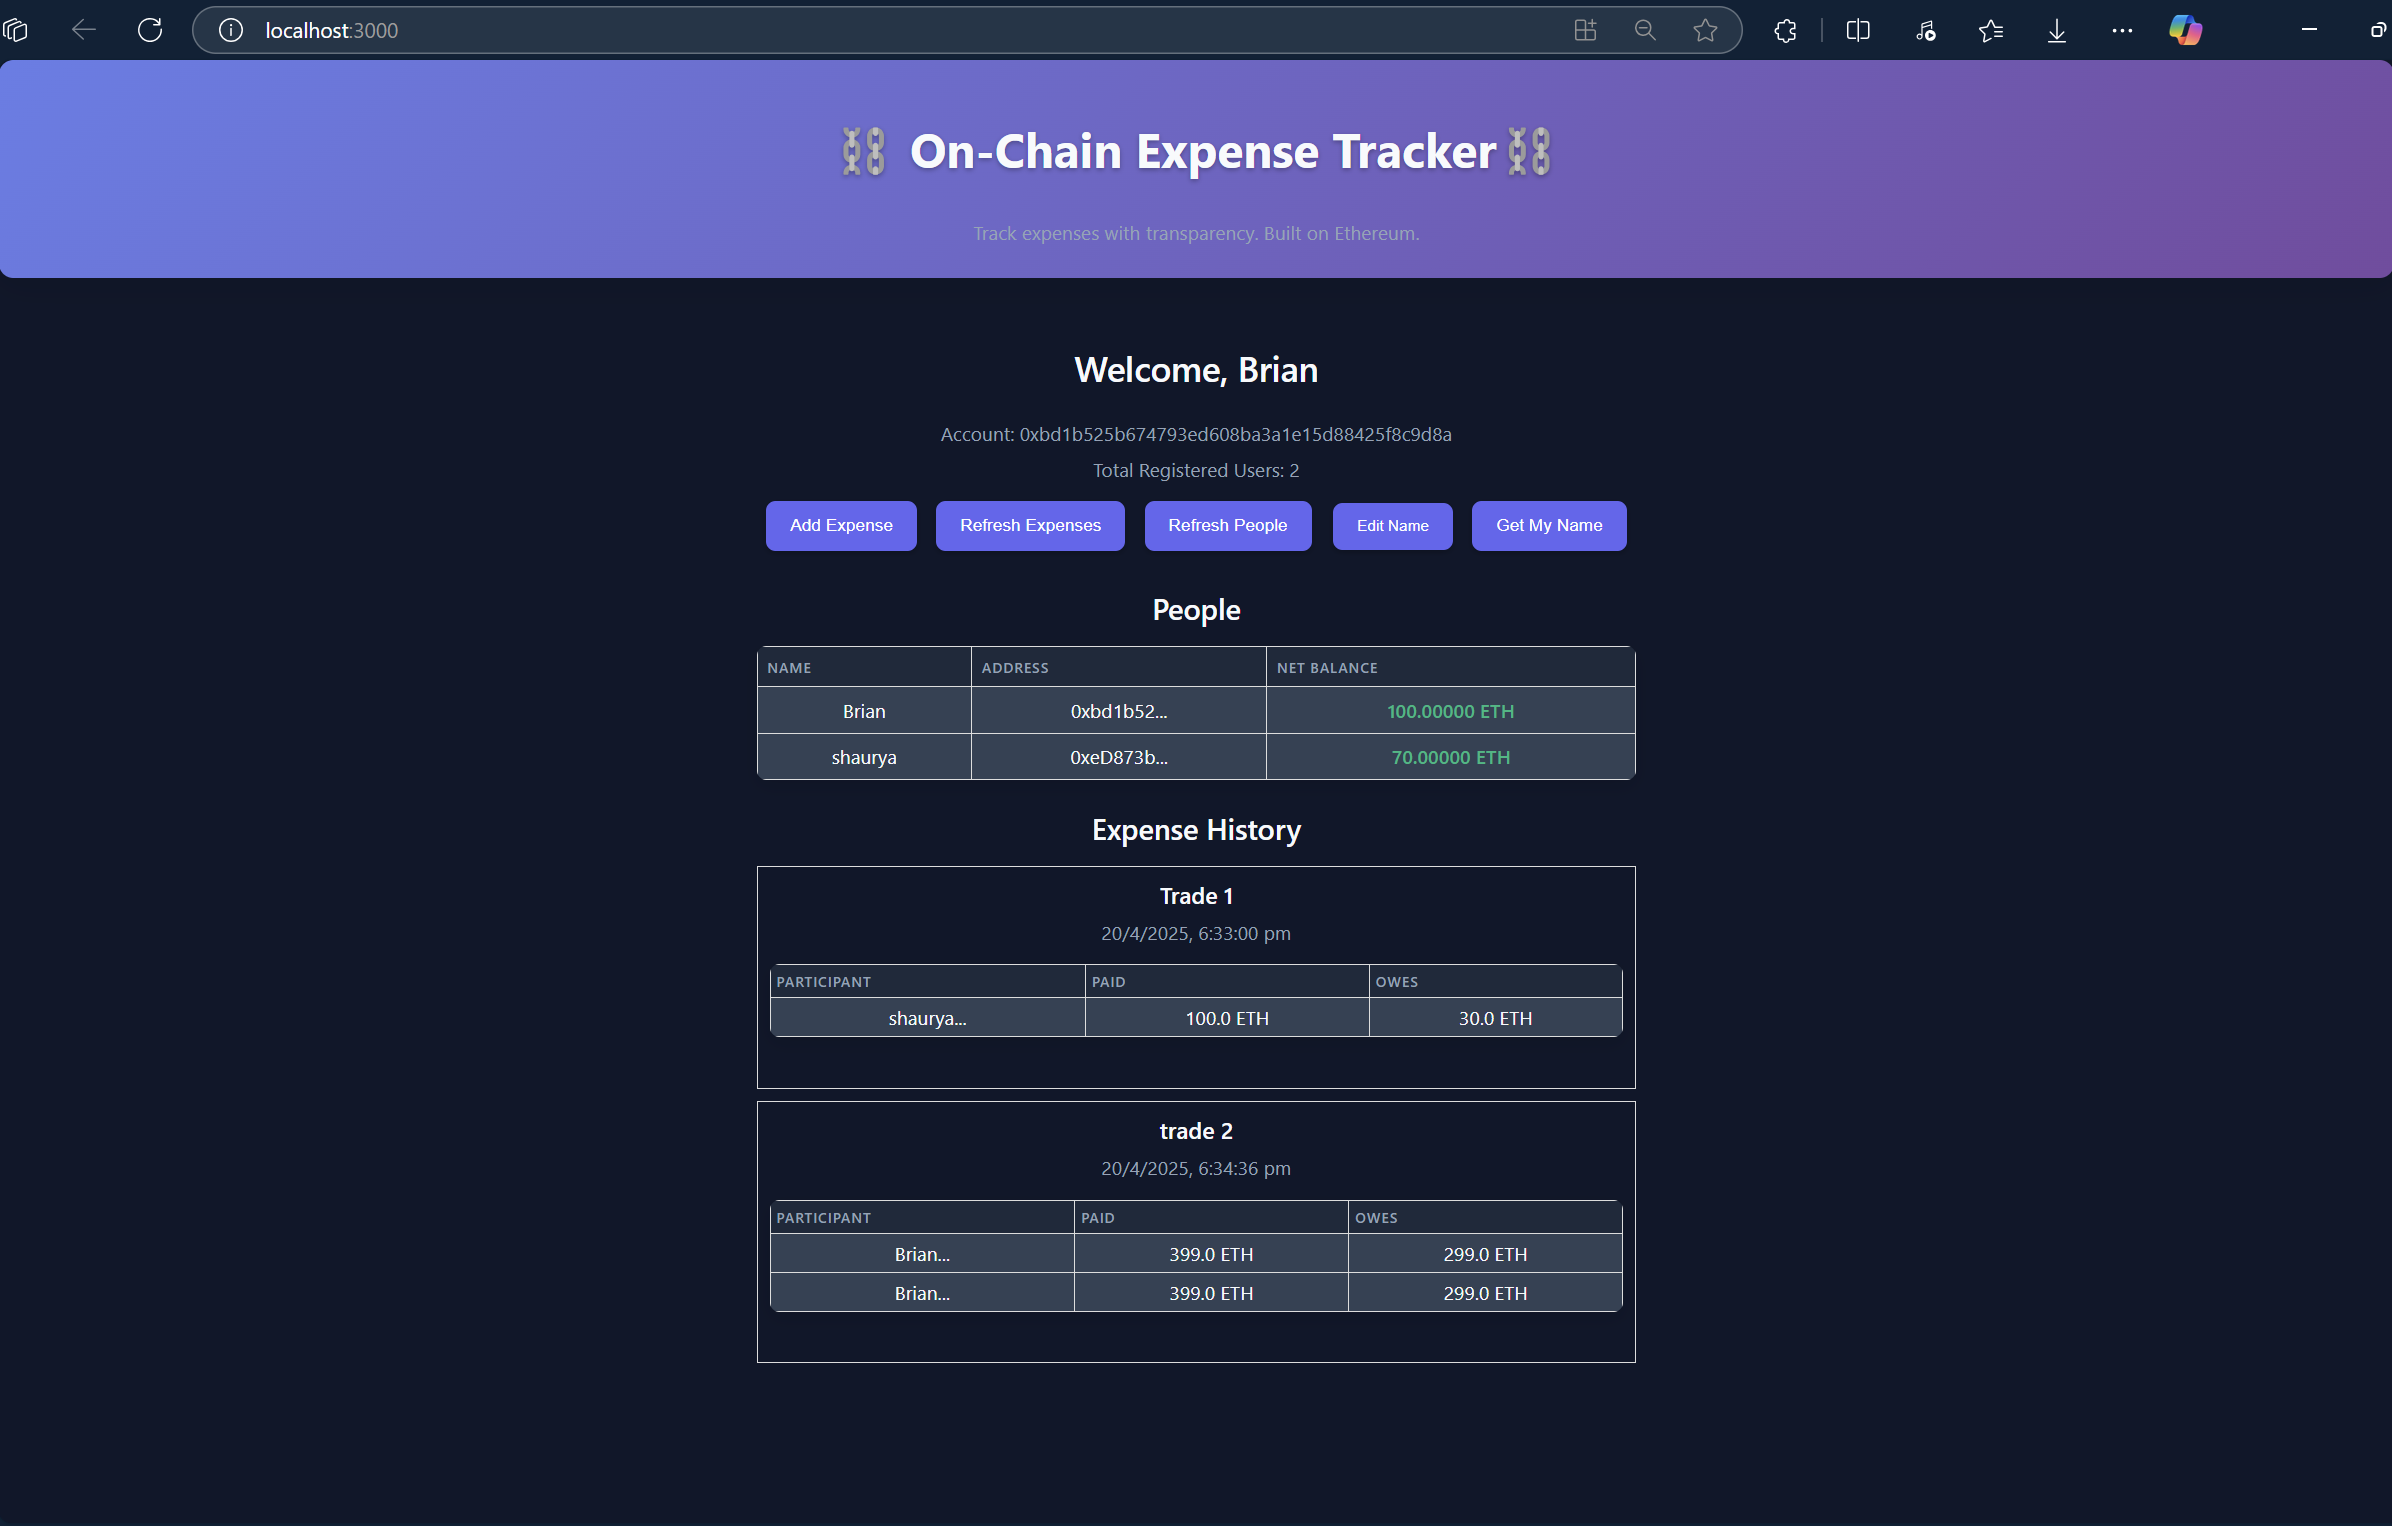 localhost:3000
On-Chain Expense Tracker
Track expenses with transparency. Built on Ethereum.
Welcome, Brian
Account: 0xbd1b525b674793ed608ba3a1e15d88425f8c9d8a
Total Registered Users: 2
Add Expense Refresh Expenses Refresh People Edit Name Get My Name
People
NAME ADDRESS NET BALANCE
Brian 0xbd1b52... 100.00000 ETH
shaurya 0xeD873b... 70.00000 ETH
Expense History
Trade 1
20/4/2025, 6:33:00 pm
PARTICIPANT PAID OWES
shaurya... 100.0 ETH 30.0 ETH
trade 2
20/4/2025, 6:34:36 pm
PARTICIPANT PAID OWES
Brian... 399.0 ETH 299.0 ETH
Brian... 399.0 ETH 299.0 ETH